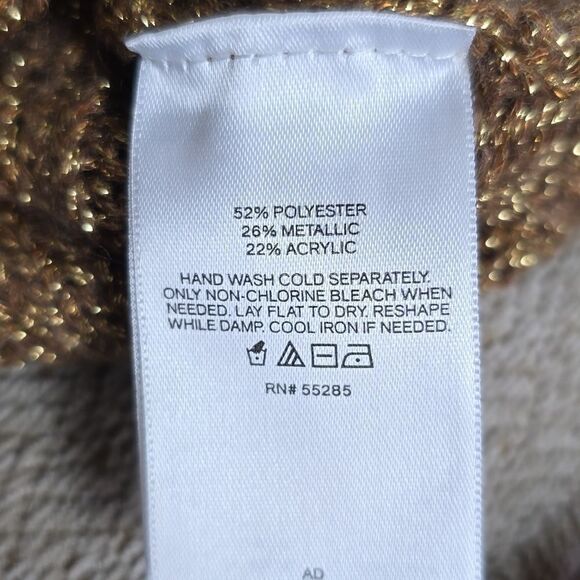 52% POLYESTER
26% METALLIC
22% ACRYLIC
HAND WASH COLD SEPARATELY.
ONLY NON-CHLORINE BLEACH WHEN
NEEDED. LAY FLAT TO DRY. RESHAPE
WHILE DAMP. COOL IRON IF NEEDED.
RN# 55285
AD